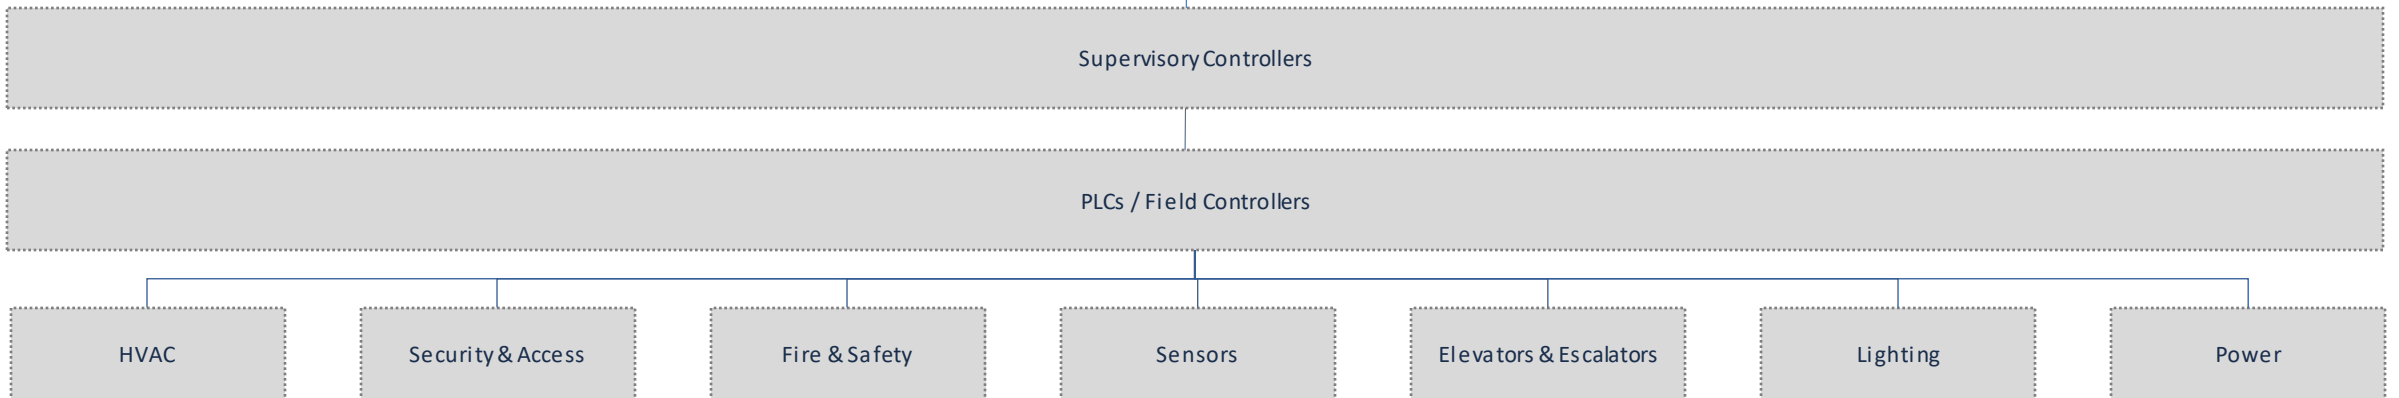 Supervisory Controllers
PLCs / Field Controllers
HVAC
Security & Access
Fire & Safety
Sensors
Elevators & Escalators
Lighting
Power